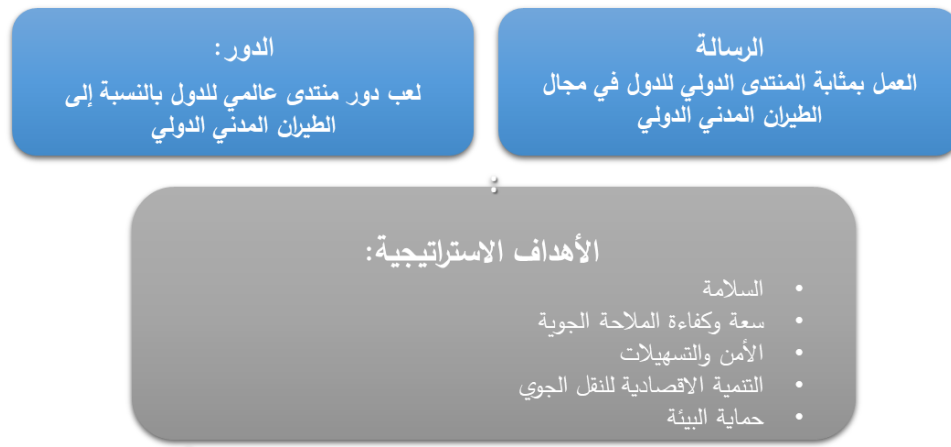 الرسالة
العمل بمثابة المنتدى الدولي للدول في مجال
الطيران المدني الدولي
الدور:
لعب دور منتدى عالمي للدول بالنسبة إلى
الطيران المدني الدولي
:
الأهداف الاستراتيجية:
• السلامة
• سعة وكفاءة الملاحة الجوية
• الأمن والتسهيلات
• التنمية الاقتصادية للنقل الجوي
• حماية البيئة